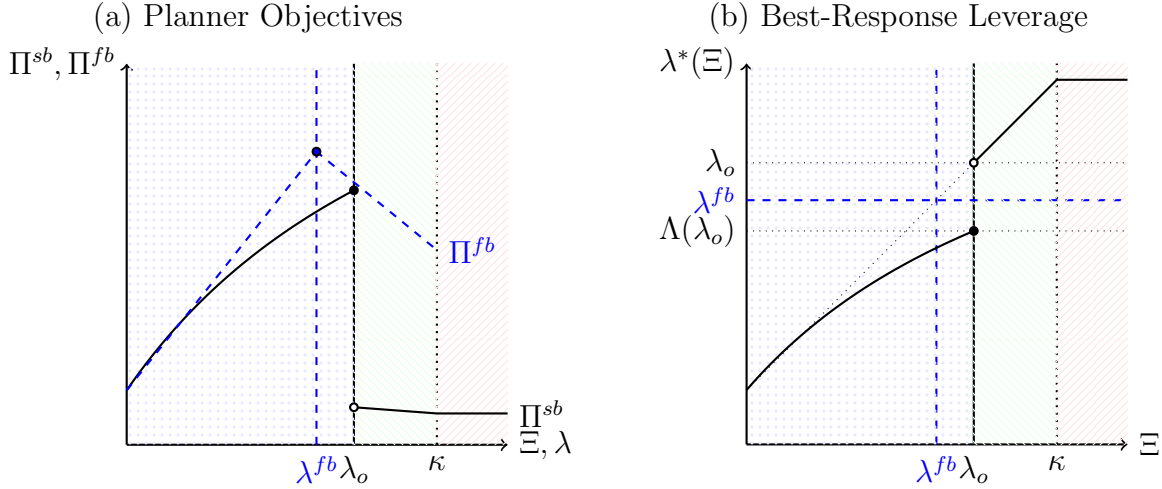 (a) Planner Objectives
Π^{sb}, Π^{fb}
Π^{fb}
Π^{sb}
Ξ, λ
λ^{fb} λ_o κ
(b) Best-Response Leverage
λ*(Ξ)
λ_o
λ^{fb}
Λ(λ_o)
λ^{fb} λ_o κ Ξ